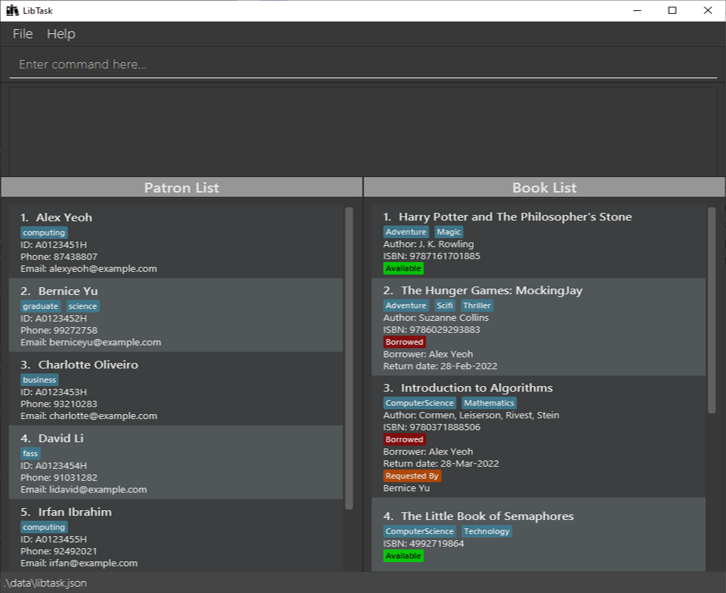 LibTask
File Help
Enter command here...
Patron List
1. Alex Yeoh
computing
ID: A0123451H
Phone: 87438807
Email: alexyeoh@example.com
2. Bernice Yu
graduate science
ID: A0123452H
Phone: 99272758
Email: berniceyu@example.com
3. Charlotte Oliveiro
business
ID: A0123453H
Phone: 93210283
Email: charlotte@example.com
4. David Li
fass
ID: A0123454H
Phone: 91031282
Email: lidavid@example.com
5. Irfan Ibrahim
computing
ID: A0123455H
Phone: 92492021
Email: irfan@example.com
Book List
1. Harry Potter and The Philosopher's Stone
Adventure Magic
Author: J. K. Rowling
ISBN: 9787161701885
Available
2. The Hunger Games: MockingJay
Adventure Scifi Thriller
Author: Suzanne Collins
ISBN: 9786029293883
Borrowed
Borrower: Alex Yeoh
Return date: 28-Feb-2022
3. Introduction to Algorithms
ComputerScience Mathematics
Author: Cormen, Leiserson, Rivest, Stein
ISBN: 9780371888506
Borrowed
Borrower: Alex Yeoh
Return date: 28-Mar-2022
Requested By
Bernice Yu
4. The Little Book of Semaphores
ComputerScience Technology
ISBN: 4992719864
Available
.\data\libtask.json